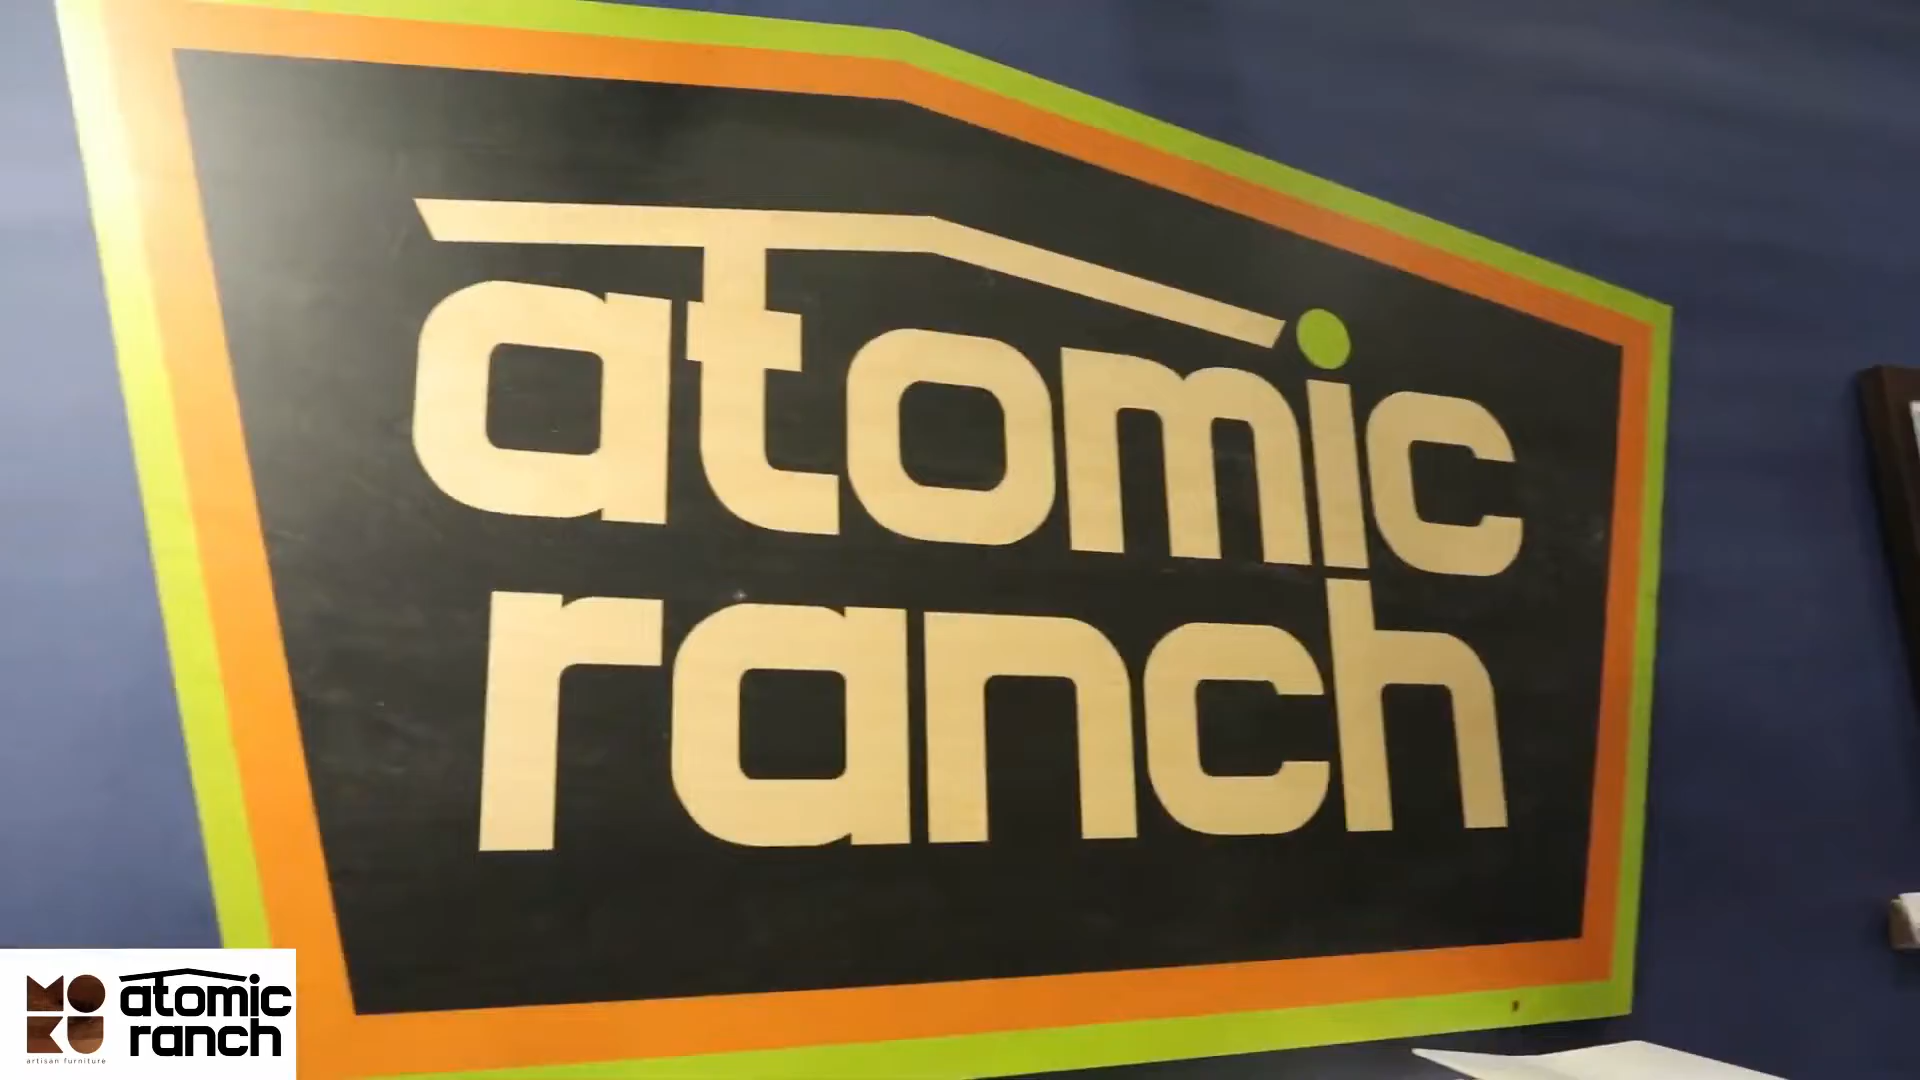 atomic
ranch
MO
KU
artisan furniture
atomic
ranch